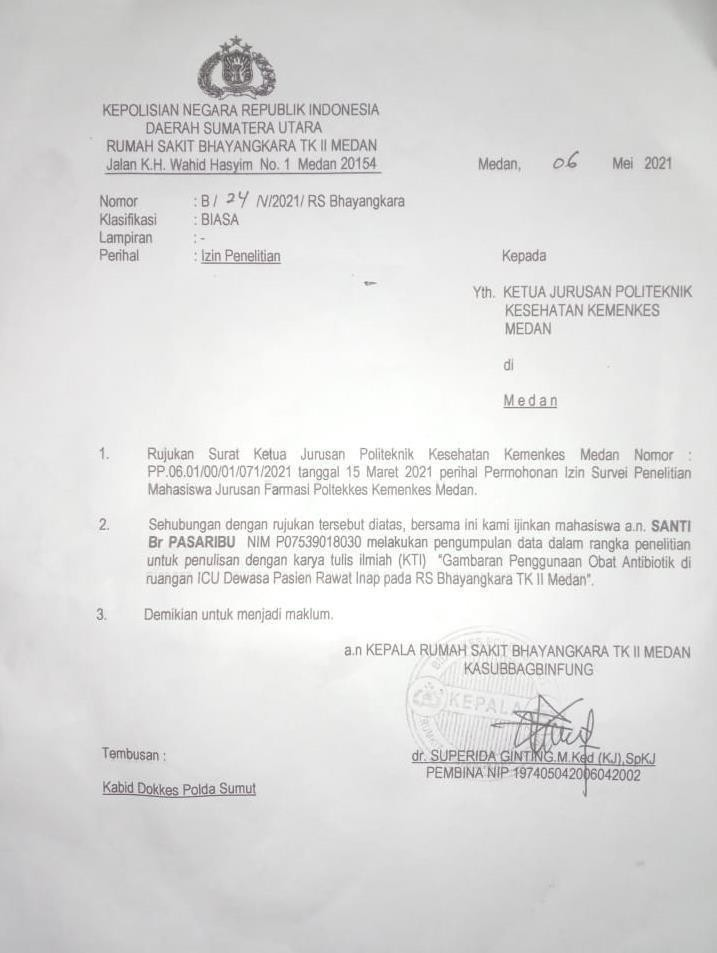 KEPOLISIAN NEGARA REPUBLIK INDONESIA
DAERAH SUMATERA UTARA
RUMAH SAKIT BHAYANGKARA TK II MEDAN
Jalan K.H. Wahid Hasyim No. 1 Medan 20154
Medan, 06 Mei 2021
Nomor : B / 24 /V/2021/ RS Bhayangkara
Klasifikasi : BIASA
Lampiran : -
Perihal : Izin Penelitian
Kepada
Yth. KETUA JURUSAN POLITEKNIK
KESEHATAN KEMENKES
MEDAN
di
Medan
1. Rujukan Surat Ketua Jurusan Politeknik Kesehatan Kemenkes Medan Nomor :
PP.06.01/00/01/071/2021 tanggal 15 Maret 2021 perihal Permohonan Izin Survei Penelitian
Mahasiswa Jurusan Farmasi Poltekkes Kemenkes Medan.
2. Sehubungan dengan rujukan tersebut diatas, bersama ini kami ijinkan mahasiswa a.n. SANTI
Br PASARIBU NIM P07539018030 melakukan pengumpulan data dalam rangka penelitian
untuk penulisan dengan karya tulis ilmiah (KTI) "Gambaran Penggunaan Obat Antibiotik di
ruangan ICU Dewasa Pasien Rawat Inap pada RS Bhayangkara TK II Medan".
3. Demikian untuk menjadi maklum.
a.n KEPALA RUMAH SAKIT BHAYANGKARA TK II MEDAN
KASUBBAGBINFUNG
KEPALA
dr. SUPERIDA GINTING.M.Ked (KJ),SpKJ
PEMBINA NIP 197405042006042002
Tembusan :
Kabid Dokkes Polda Sumut